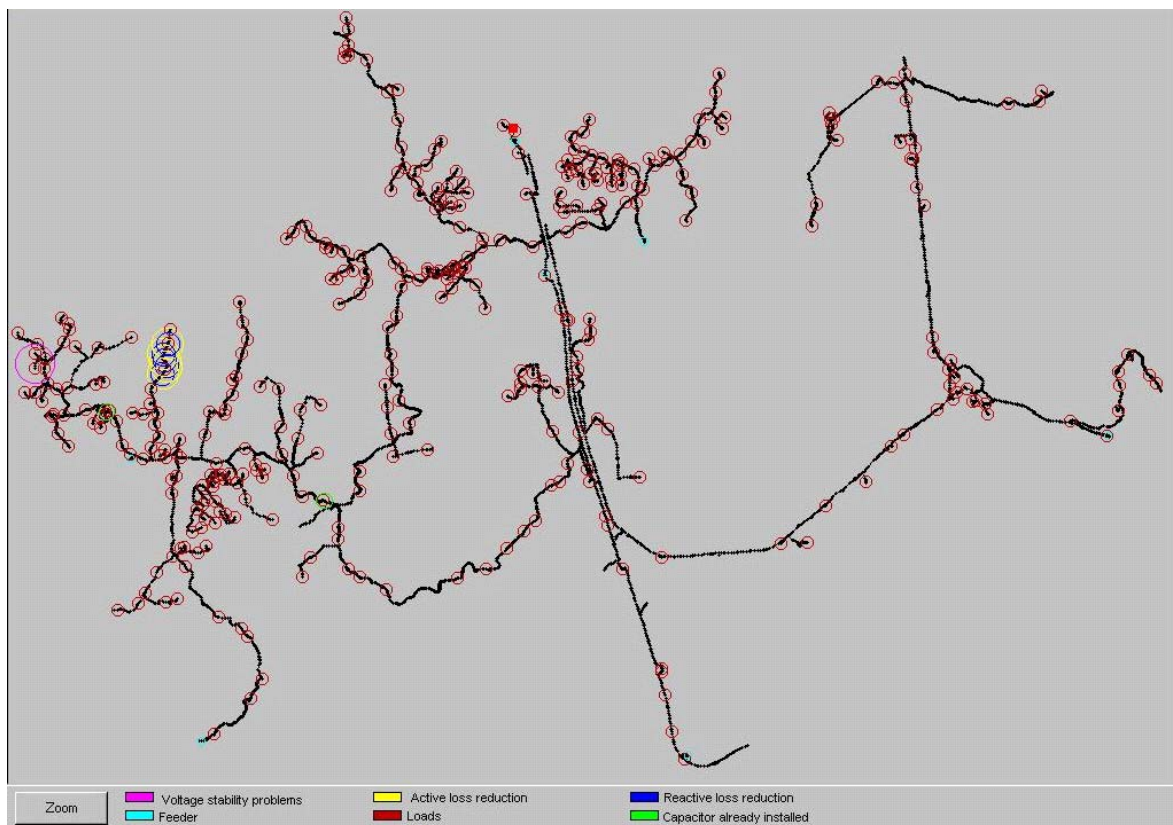 Zoom
Voltage stability problems
Active loss reduction
Reactive loss reduction
Feeder
Loads
Capacitor already installed